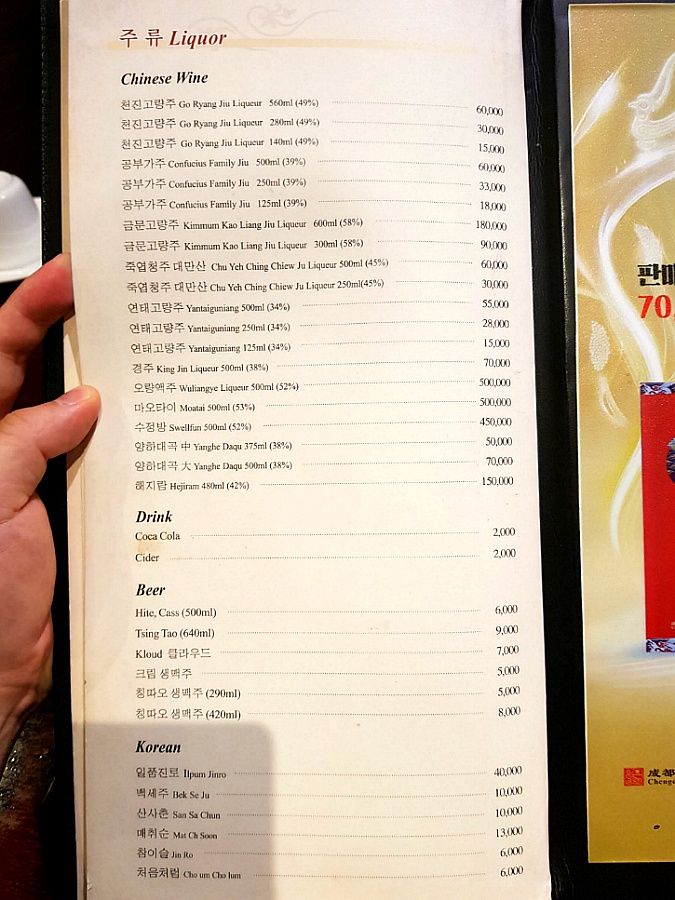 주 류 Liquor
Chinese Wine
천진고량주 Go Ryang Jiu Liqueur 560ml (49%) 60,000
천진고량주 Go Ryang Jiu Liqueur 280ml (49%) 30,000
천진고량주 Go Ryang Jiu Liqueur 140ml (49%) 15,000
공부가주 Confucius Family Jiu 500ml (39%) 60,000
공부가주 Confucius Family Jiu 250ml (39%) 33,000
공부가주 Confucius Family Jiu 125ml (39%) 18,000
금문고량주 Kimmum Kao Liang Jiu Liqueur 600ml (58%) 180,000
금문고량주 Kimmum Kao Liang Jiu Liqueur 300ml (58%) 90,000
죽엽청주 대만산 Chu Yeh Ching Chiew Ju Liqueur 500ml (45%) 60,000
죽엽청주 대만산 Chu Yeh Ching Chiew Ju Liqueur 250ml(45%) 30,000
연태고량주 Yantaiguniang 500ml (34%) 55,000
연태고량주 Yantaiguniang 250ml (34%) 28,000
연태고량주 Yantaiguniang 125ml (34%) 15,000
경주 King Jin Liqueur 500ml (38%) 70,000
오량액주 Wuliangye Liqueur 500ml (52%) 500,000
마오타이 Moatai 500ml (53%) 500,000
수정방 Swellfun 500ml (52%) 450,000
양하대곡 中 Yanghe Daqu 375ml (38%) 50,000
양하대곡 大 Yanghe Daqu 500ml (38%) 70,000
해지람 Hejiram 480ml (42%) 150,000
Drink
Coca Cola 2,000
Cider 2,000
Beer
Hite, Cass (500ml) 6,000
Tsing Tao (640ml) 9,000
Kloud 클라우드 7,000
크림 생맥주 5,000
칭따오 생맥주 (290ml) 5,000
칭따오 생맥주 (420ml) 8,000
Korean
일품진로 Ilpum Jinro 40,000
백세주 Bek Se Ju 10,000
산사춘 San Sa Chun 10,000
매취순 Mat Ch Soon 13,000
참이슬 Jin Ro 6,000
처음처럼 Cho um Cho lum 6,000
판매
70,
成都